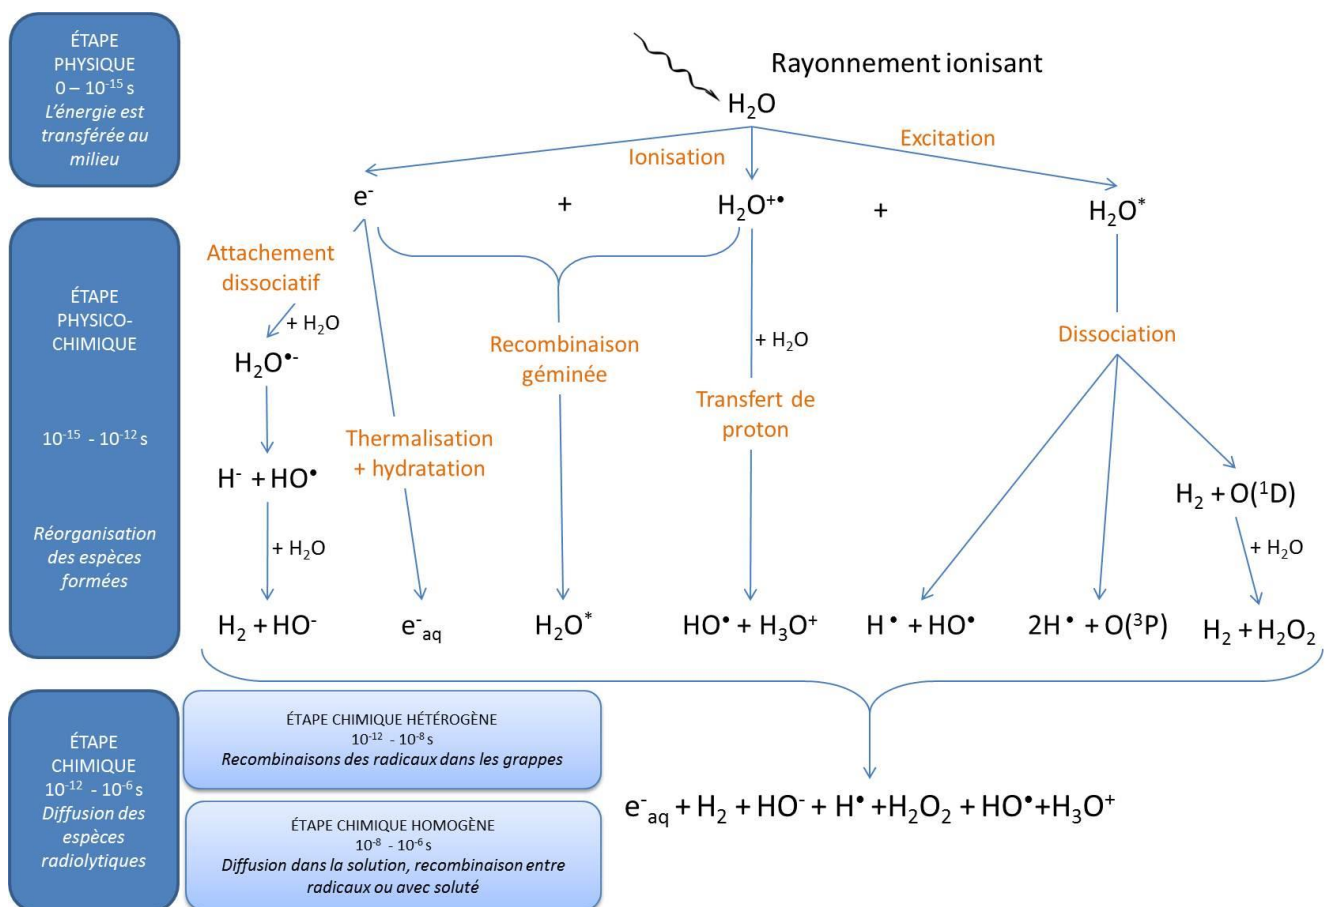 ÉTAPE
PHYSIQUE
0 – 10⁻¹⁵ s
L’énergie est
transférée au
milieu
Rayonnement ionisant
H₂O
Ionisation
Excitation
e⁻
+
H₂O⁺•
+
H₂O*
ÉTAPE
PHYSICO-
CHIMIQUE
10⁻¹⁵ - 10⁻¹² s
Réorganisation
des espèces
formées
Attachement
dissociatif
+ H₂O
H₂O•⁻
H⁻ + HO•
+ H₂O
H₂ + HO⁻
Thermalisation
+ hydratation
e⁻aq
Recombinaison
géminée
H₂O*
+ H₂O
Transfert de
proton
HO• + H₃O⁺
Dissociation
H• + HO•
2H• + O(³P)
H₂ + O(¹D)
+ H₂O
H₂ + H₂O₂
ÉTAPE
CHIMIQUE
10⁻¹² - 10⁻⁶ s
Diffusion des
espèces
radiolytiques
ÉTAPE CHIMIQUE HÉTÉROGÈNE
10⁻¹² - 10⁻⁸ s
Recombinaisons des radicaux dans les grappes
ÉTAPE CHIMIQUE HOMOGÈNE
10⁻⁸ - 10⁻⁶ s
Diffusion dans la solution, recombinaison entre
radicaux ou avec soluté
e⁻aq + H₂ + HO⁻ + H• +H₂O₂ + HO•+H₃O⁺